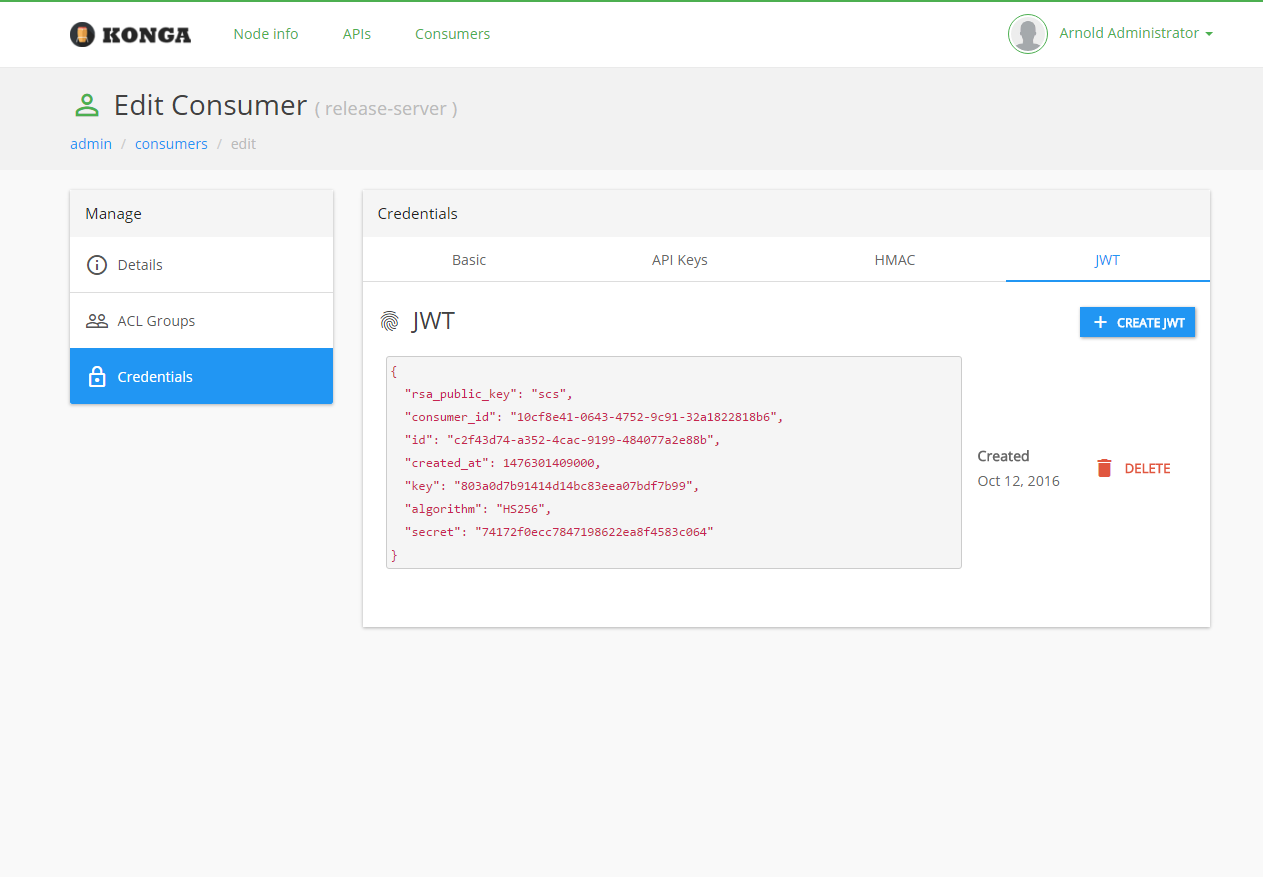 KONGA
Node info
APIs
Consumers
Arnold Administrator
Edit Consumer ( release-server )
admin / consumers / edit
Manage
Details
ACL Groups
Credentials
Credentials
Basic
API Keys
HMAC
JWT
JWT
+ CREATE JWT
{
"rsa_public_key": "scs",
"consumer_id": "10cf8e41-0643-4752-9c91-32a1822818b6",
"id": "c2f43d74-a352-4cac-9199-484077a2e88b",
"created_at": 1476301409000,
"key": "803a0d7b91414d14bc83eea07bdf7b99",
"algorithm": "HS256",
"secret": "74172f0ecc7847198622ea8f4583c064"
}
Created
Oct 12, 2016
DELETE